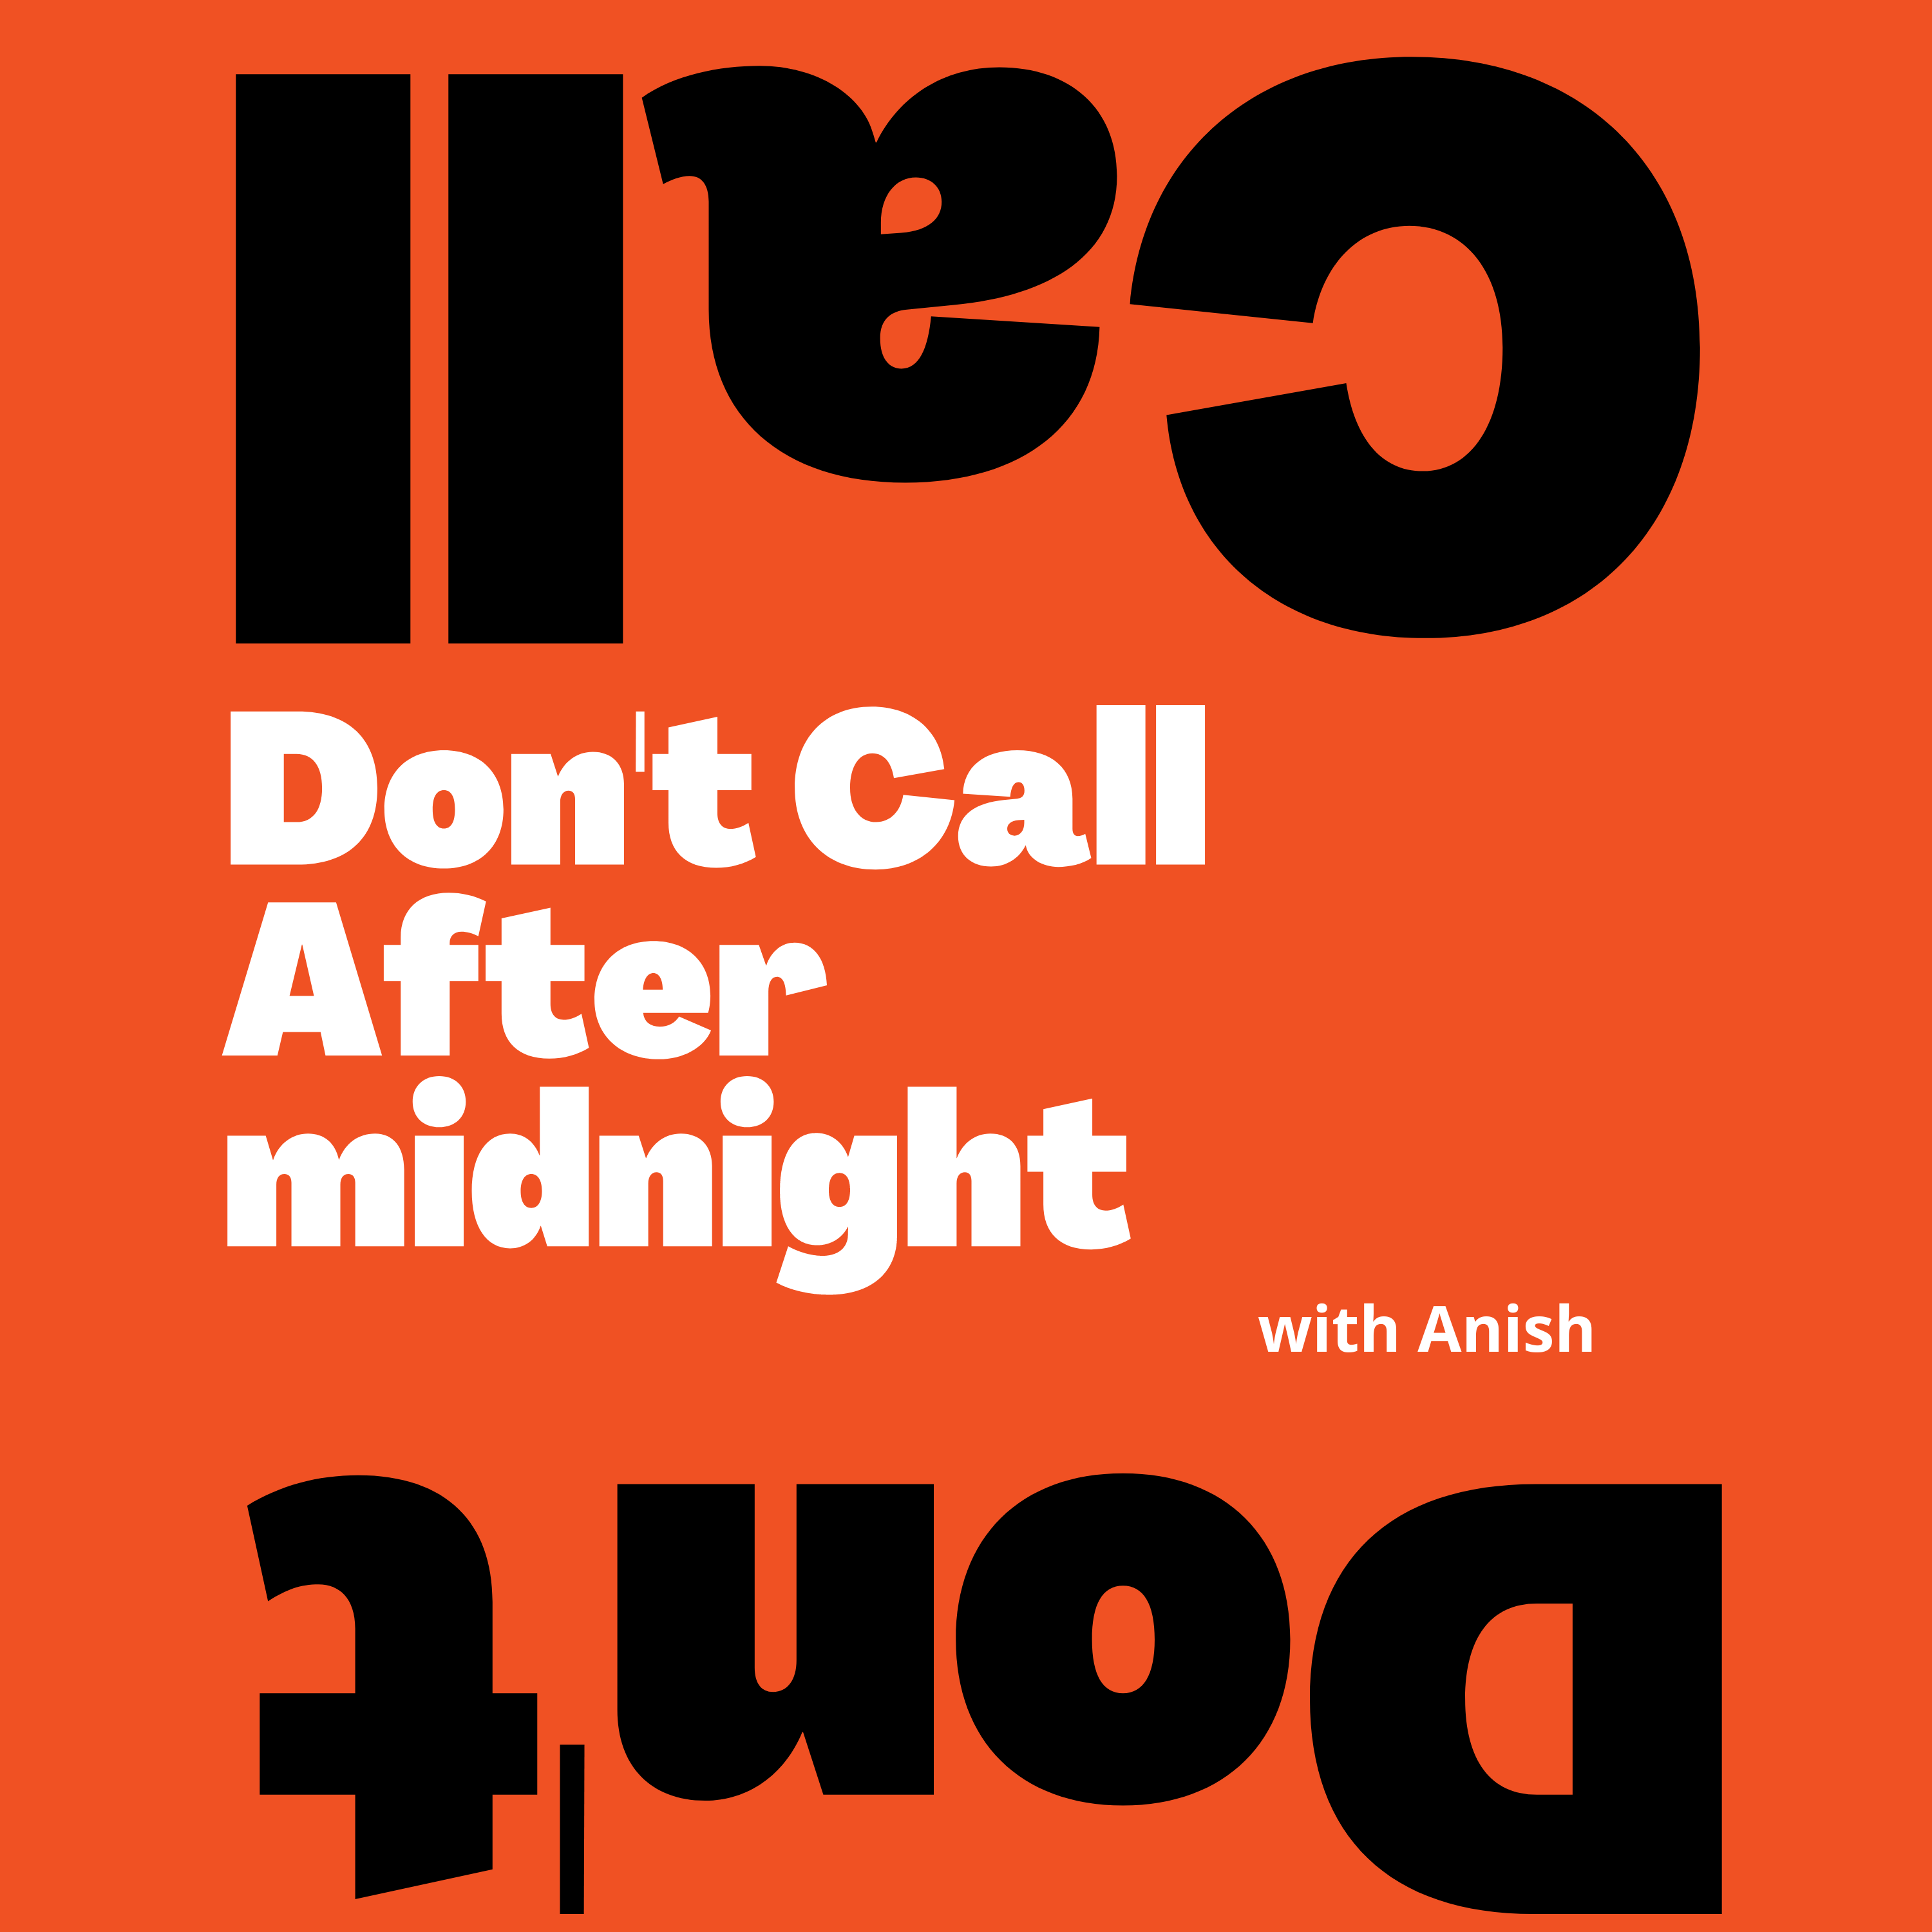 Call
Don't Call
After
midnight
with Anish
Don't